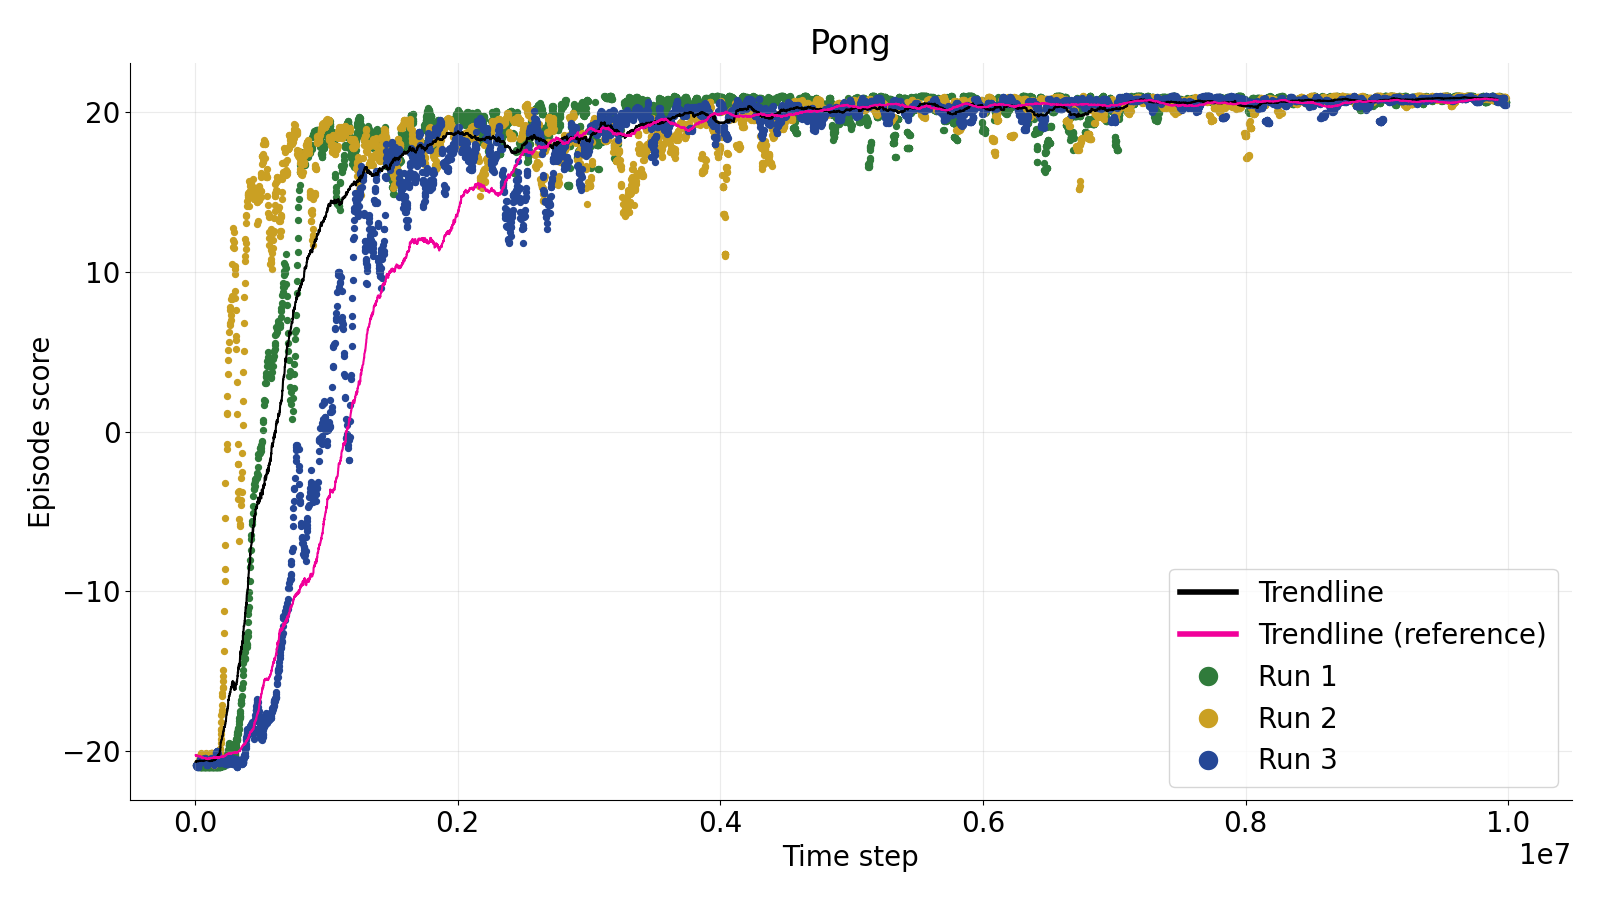 Pong
Episode score
20
10
0
−10
−20
0.0
0.2
0.4
0.6
0.8
1.0
1e7
Time step
Trendline
Trendline (reference)
Run 1
Run 2
Run 3